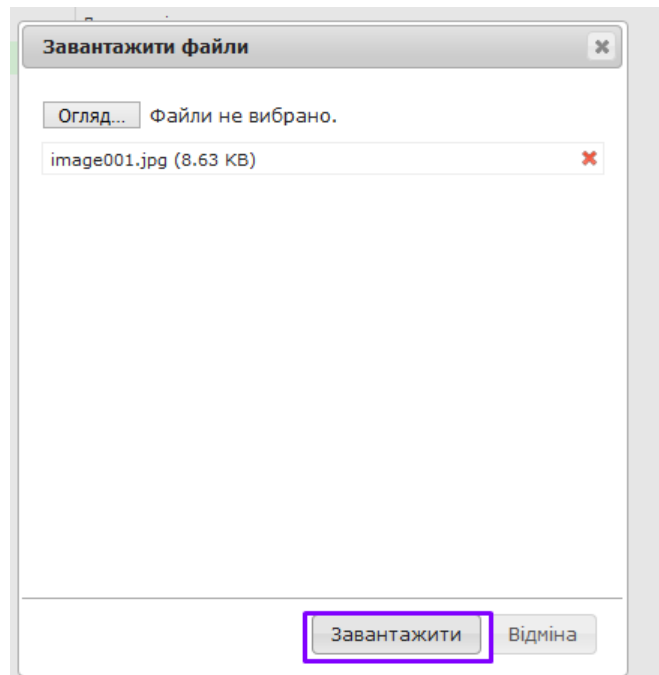 Завантажити файли
Огляд... Файли не вибрано.
image001.jpg (8.63 KB)
Завантажити Відміна